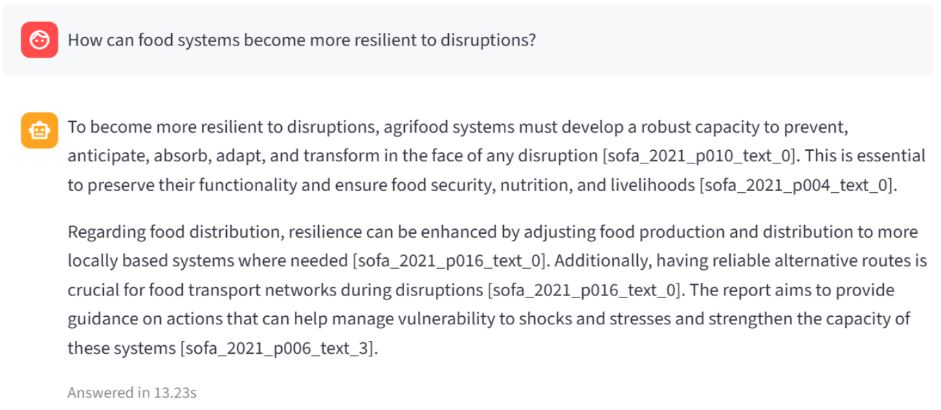 How can food systems become more resilient to disruptions?
To become more resilient to disruptions, agrifood systems must develop a robust capacity to prevent,
anticipate, absorb, adapt, and transform in the face of any disruption [sofa_2021_p010_text_0]. This is essential
to preserve their functionality and ensure food security, nutrition, and livelihoods [sofa_2021_p004_text_0].
Regarding food distribution, resilience can be enhanced by adjusting food production and distribution to more
locally based systems where needed [sofa_2021_p016_text_0]. Additionally, having reliable alternative routes is
crucial for food transport networks during disruptions [sofa_2021_p016_text_0]. The report aims to provide
guidance on actions that can help manage vulnerability to shocks and stresses and strengthen the capacity of
these systems [sofa_2021_p006_text_3].
Answered in 13.23s